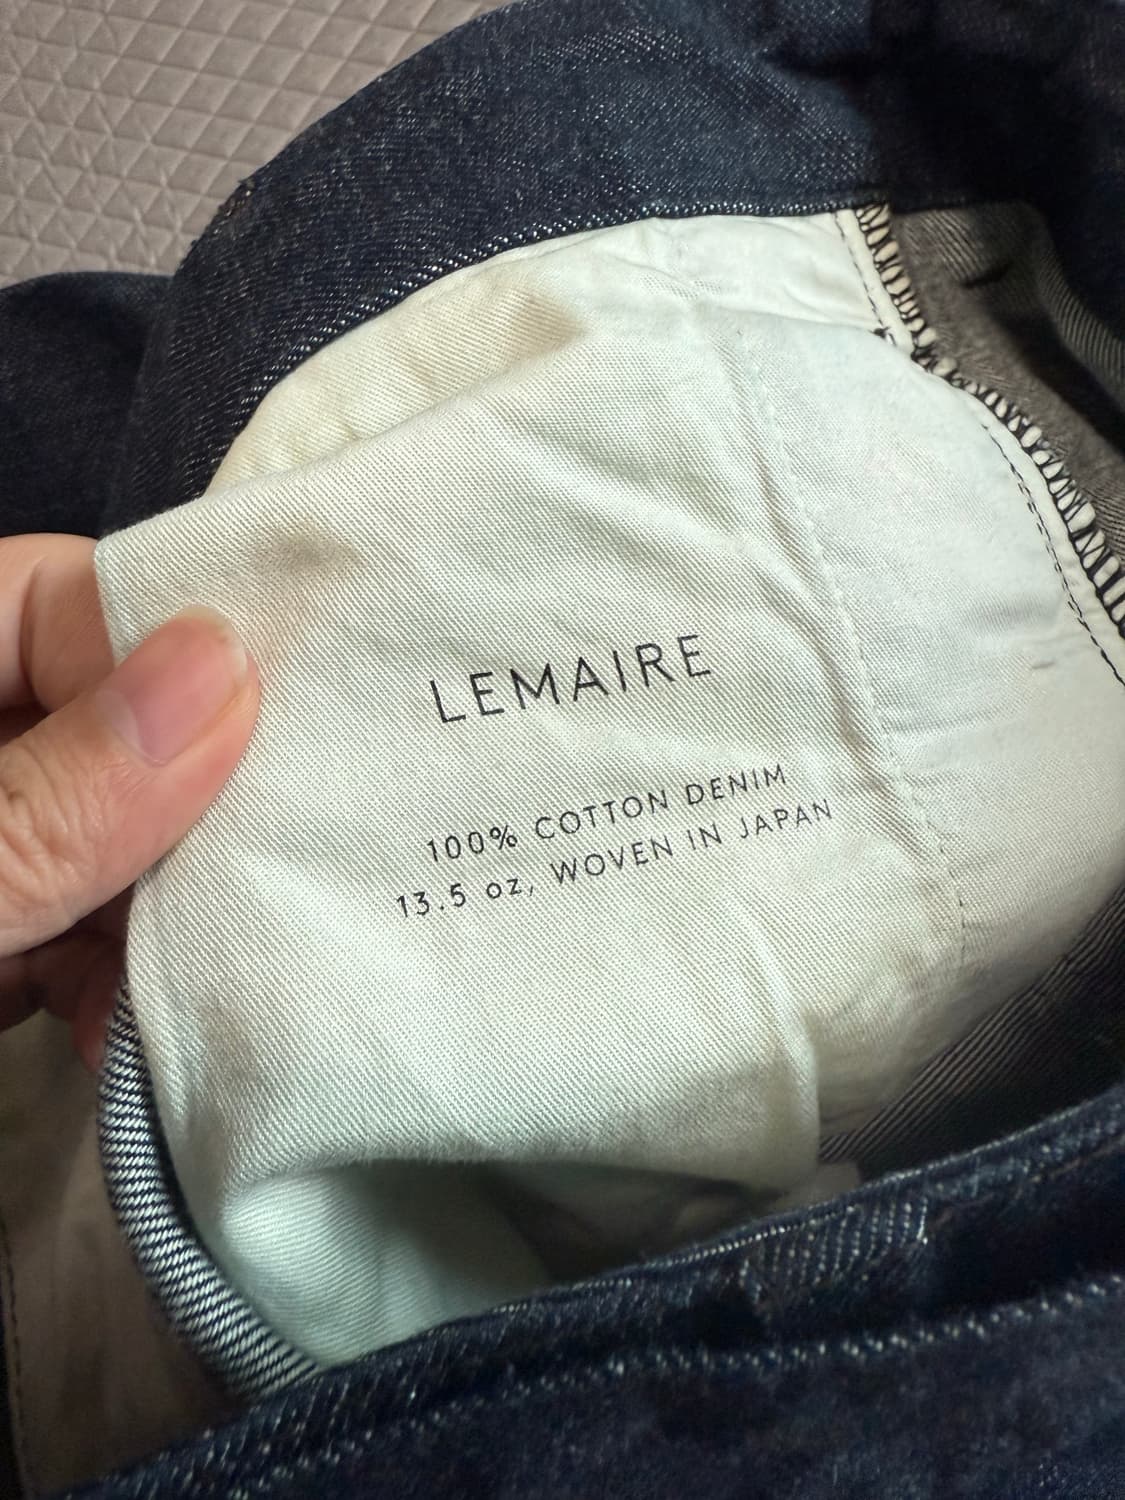 LEMAIRE
100% COTTON DENIM
13.5 oz, WOVEN IN JAPAN